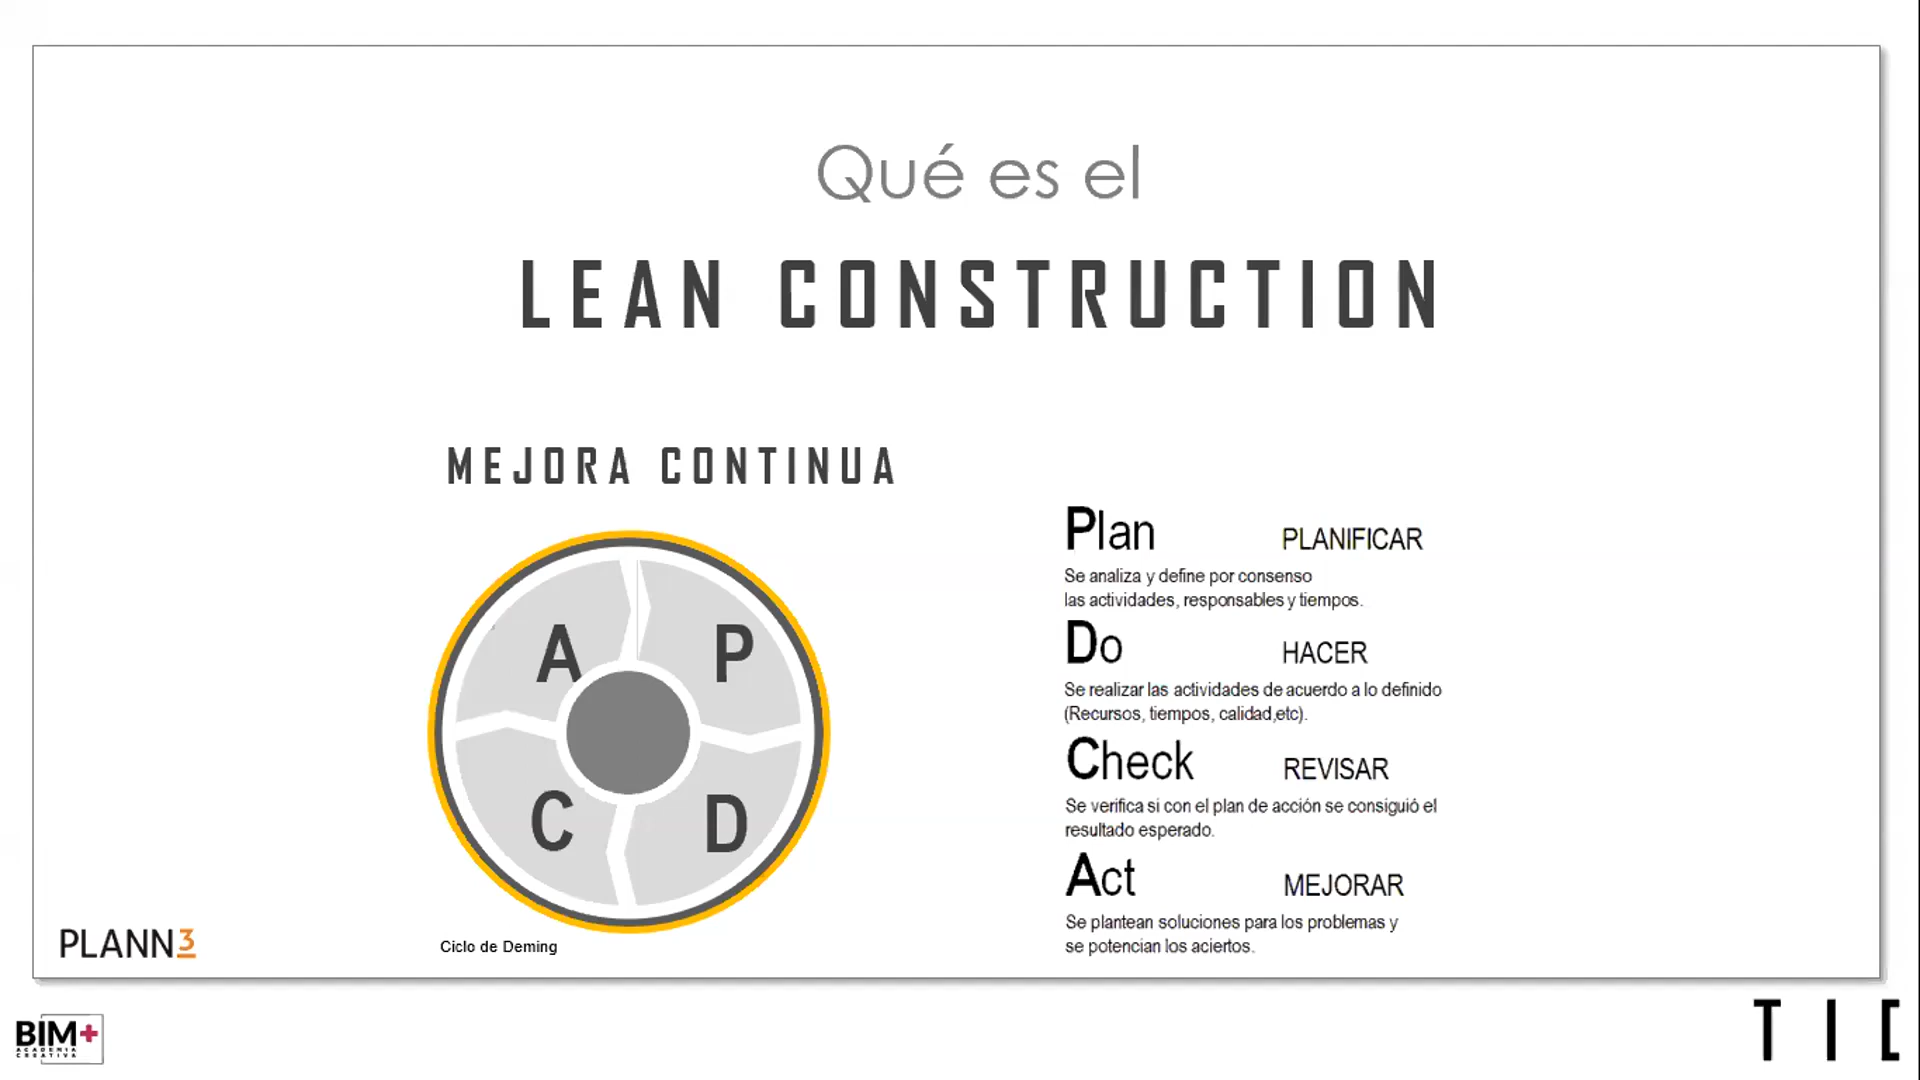 Qué es el
LEAN CONSTRUCTION
MEJORA CONTINUA
A
P
C
D
Ciclo de Deming
Plan PLANIFICAR
Se analiza y define por consenso
las actividades, responsables y tiempos.
Do HACER
Se realizar las actividades de acuerdo a lo definido
(Recursos, tiempos, calidad,etc).
Check REVISAR
Se verifica si con el plan de acción se consiguió el
resultado esperado.
Act MEJORAR
Se plantean soluciones para los problemas y
se potencian los aciertos.
PLANN3
BIM+
ACADEMIA
CREATIVA
TIC